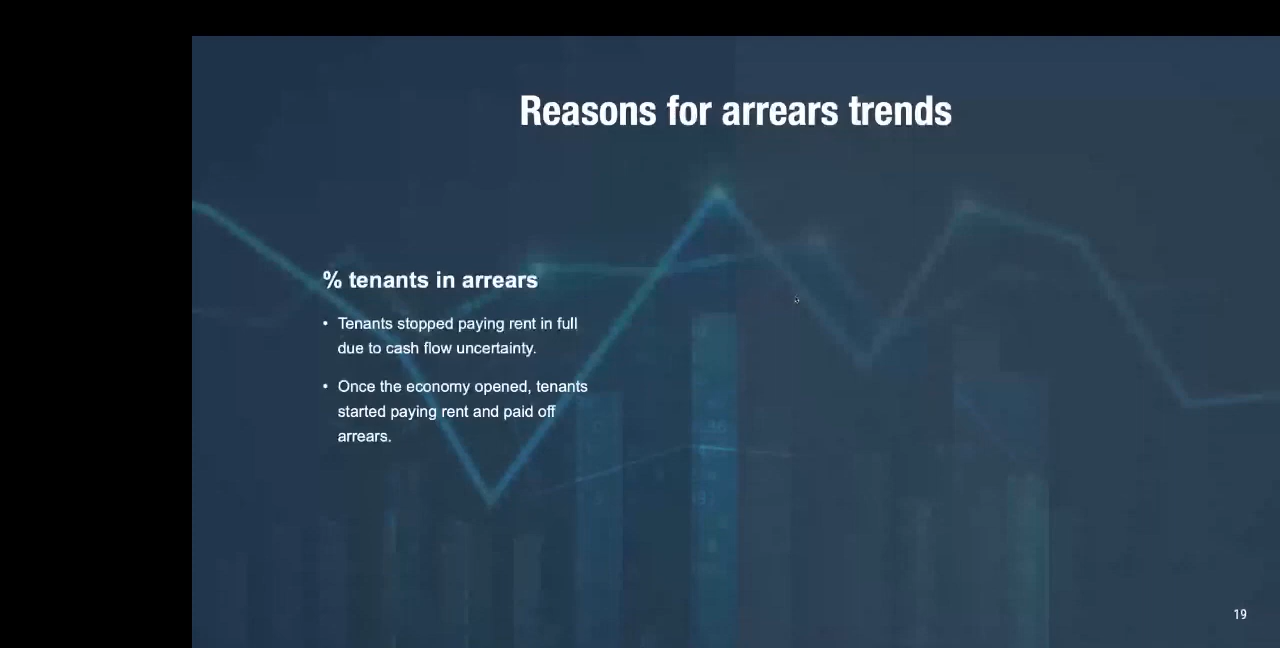 Reasons for arrears trends
% tenants in arrears
• Tenants stopped paying rent in full
due to cash flow uncertainty.
• Once the economy opened, tenants
started paying rent and paid off
arrears.
19